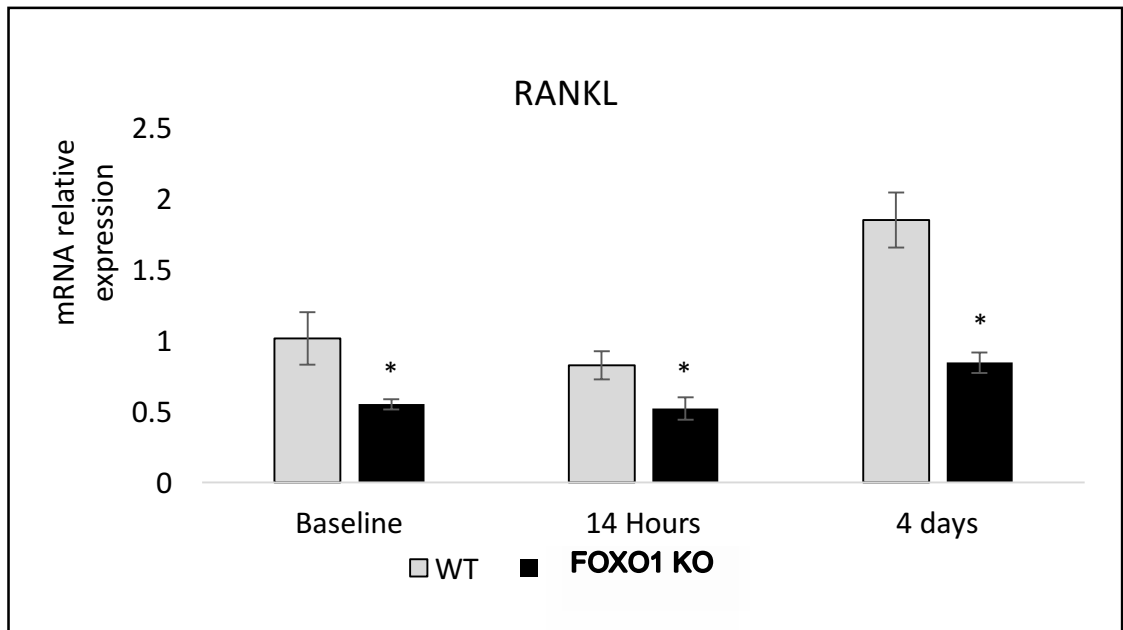 RANKL
mRNA relative
expression
2.5
2
1.5
1
0.5
0
*
*
*
Baseline 14 Hours 4 days
WT FOXO1 KO